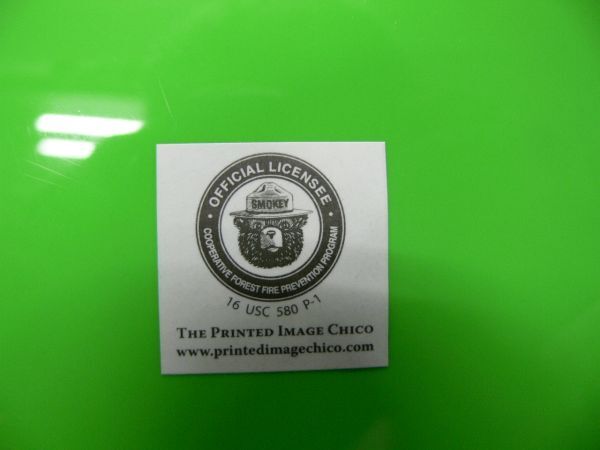 • OFFICIAL LICENSEE •
SMOKEY
COOPERATIVE FOREST FIRE PREVENTION PROGRAM
16 USC 580 P-1
THE PRINTED IMAGE CHICO
www.printedimagechico.com